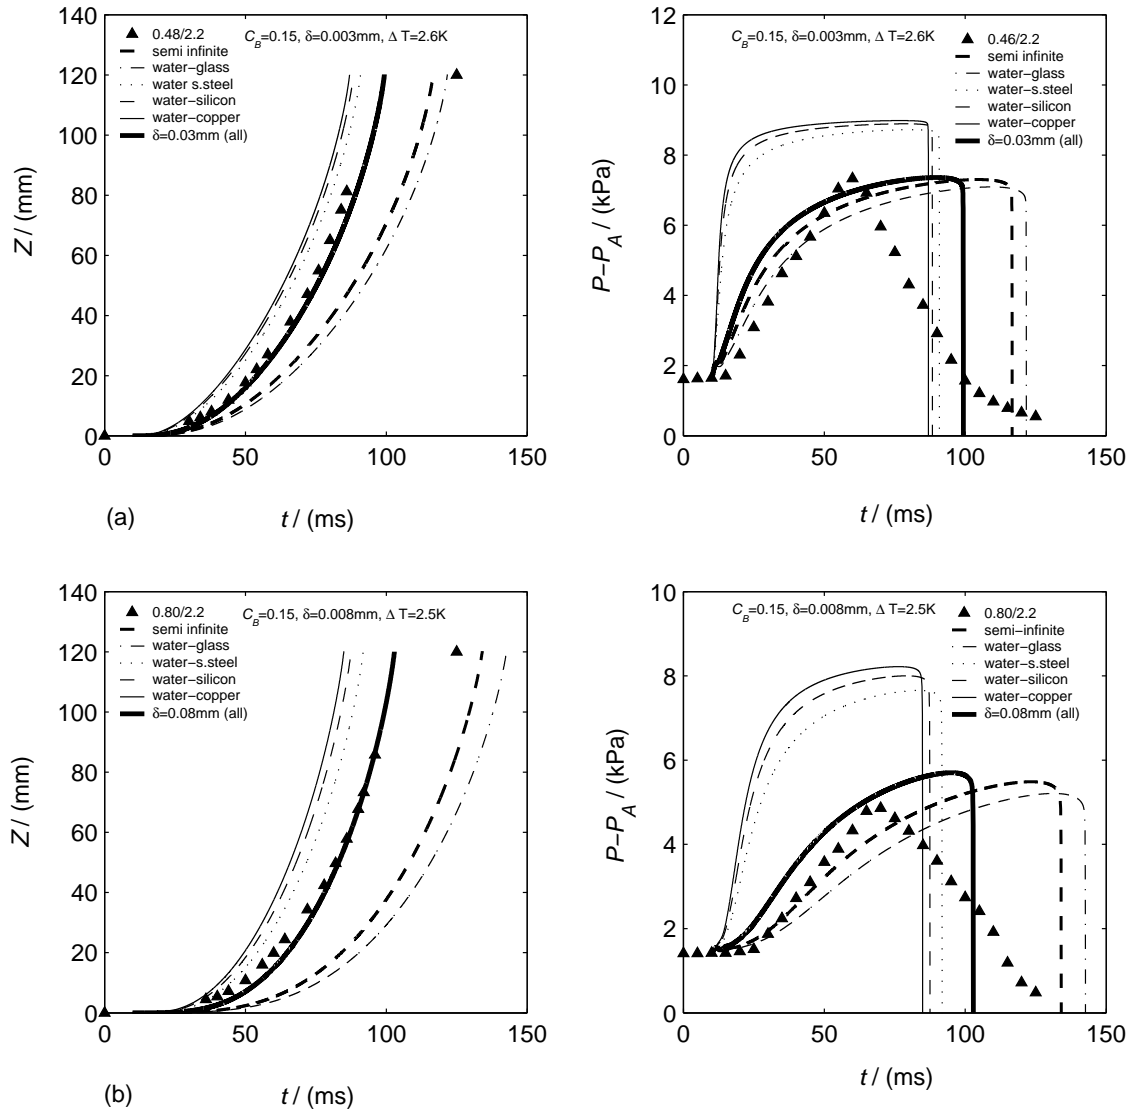 140
120
100
80
60
40
20
0
Z / (mm)
0.48/2.2
semi infinite
water−glass
water s.steel
water−silicon
water−copper
δ=0.03mm (all)
C_B=0.15, δ=0.003mm, Δ T=2.6K
0
50
100
150
(a)
t / (ms)
12
10
8
6
4
2
0
P−P_A / (kPa)
C_B=0.15, δ=0.003mm, Δ T=2.6K
0.46/2.2
semi infinite
water−glass
water−s.steel
water−silicon
water−copper
δ=0.03mm (all)
0
50
100
150
t / (ms)
140
120
100
80
60
40
20
0
Z / (mm)
0.80/2.2
semi infinite
water−glass
water−s.steel
water−silicon
water−copper
δ=0.08mm (all)
C_B=0.15, δ=0.008mm, Δ T=2.5K
0
50
100
150
(b)
t / (ms)
10
8
6
4
2
0
P−P_A / (kPa)
C_B=0.15, δ=0.008mm, Δ T=2.5K
0.80/2.2
semi−infinite
water−glass
water−s.steel
water−silicon
water−copper
δ=0.08mm (all)
0
50
100
150
t / (ms)